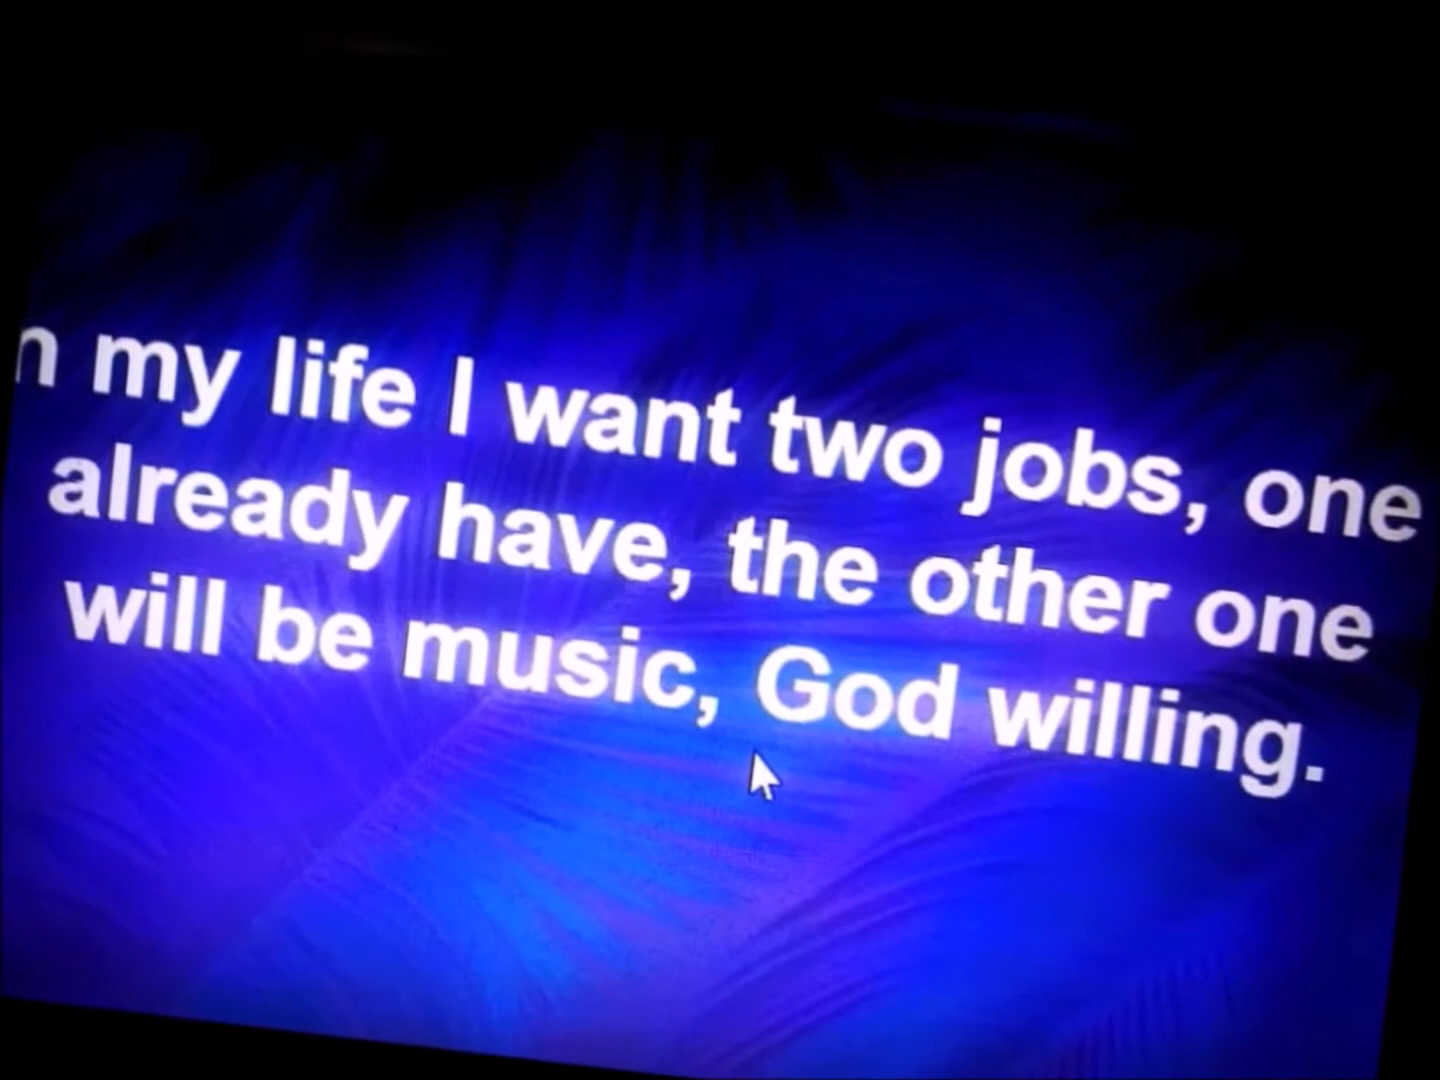 n my life I want two jobs, one
already have, the other one
will be music, God willing.